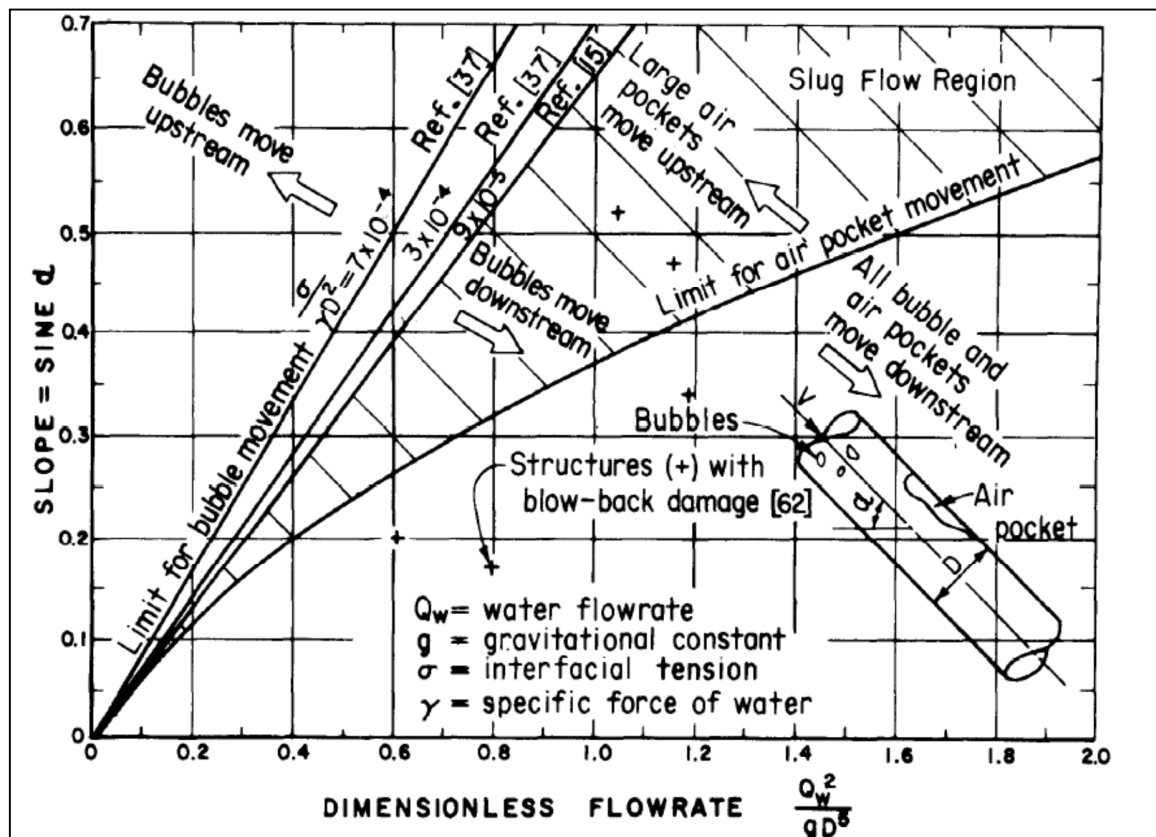 0.7
0.6
0.5
0.4
0.3
0.2
0.1
0
SLOPE = SINE α
Bubbles move
upstream
Ref. [37]
Ref. [37]
Ref. [15]
Large air
pockets
move upstream
Slug Flow Region
Limit for bubble movement
σ/γD² = 7x10⁻⁴
3x10⁻⁴
9x10⁻⁵
Bubbles move
downstream
Limit for air pocket movement
All bubble and
air pockets
move downstream
V
Bubbles
α
D
Air
pocket
Structures (+) with
blow-back damage [62]
Qw = water flowrate
g = gravitational constant
σ = interfacial tension
γ = specific force of water
0 0.2 0.4 0.6 0.8 1.0 1.2 1.4 1.6 1.8 2.0
DIMENSIONLESS FLOWRATE Qw²/gD⁵